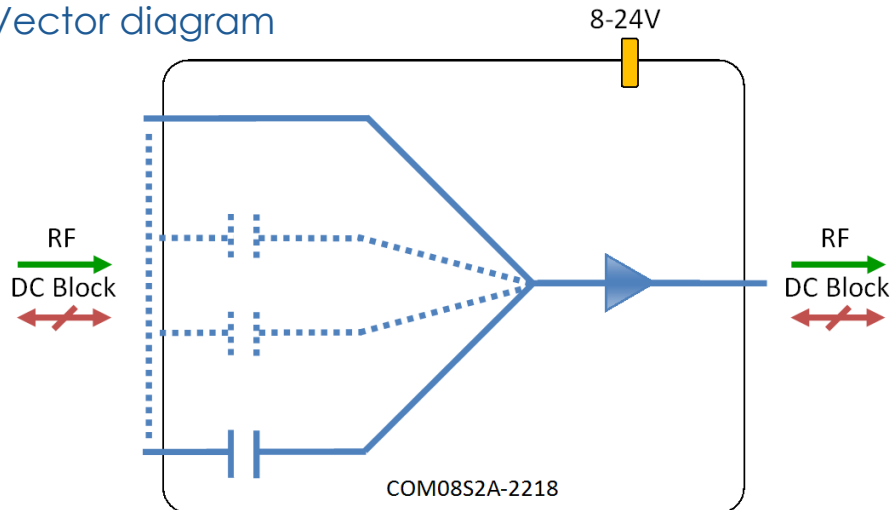 Vector diagram
8-24V
RF
DC Block
RF
DC Block
COM08S2A-2218